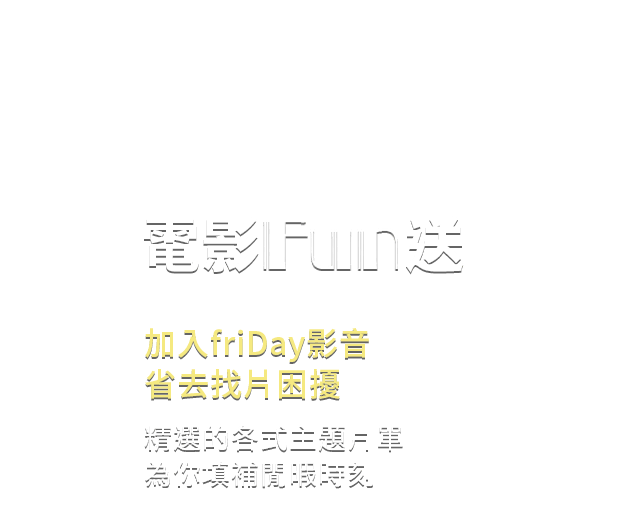 電影Fun送
加入friDay影音
省去找片困擾
精選的各式主題片單
為你填補閒暇時刻